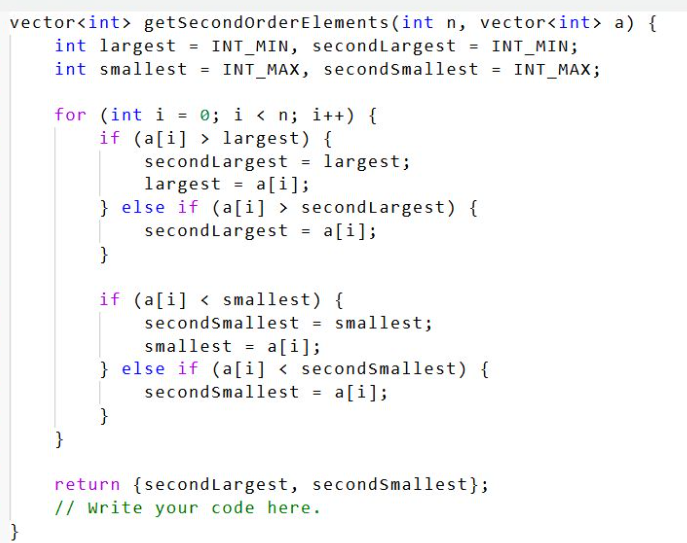 vector<int> getSecondOrderElements(int n, vector<int> a) {
    int largest = INT_MIN, secondLargest = INT_MIN;
    int smallest = INT_MAX, secondSmallest = INT_MAX;

    for (int i = 0; i < n; i++) {
        if (a[i] > largest) {
            secondLargest = largest;
            largest = a[i];
        } else if (a[i] > secondLargest) {
            secondLargest = a[i];
        }

        if (a[i] < smallest) {
            secondSmallest = smallest;
            smallest = a[i];
        } else if (a[i] < secondSmallest) {
            secondSmallest = a[i];
        }
    }

    return {secondLargest, secondSmallest};
    // Write your code here.
}